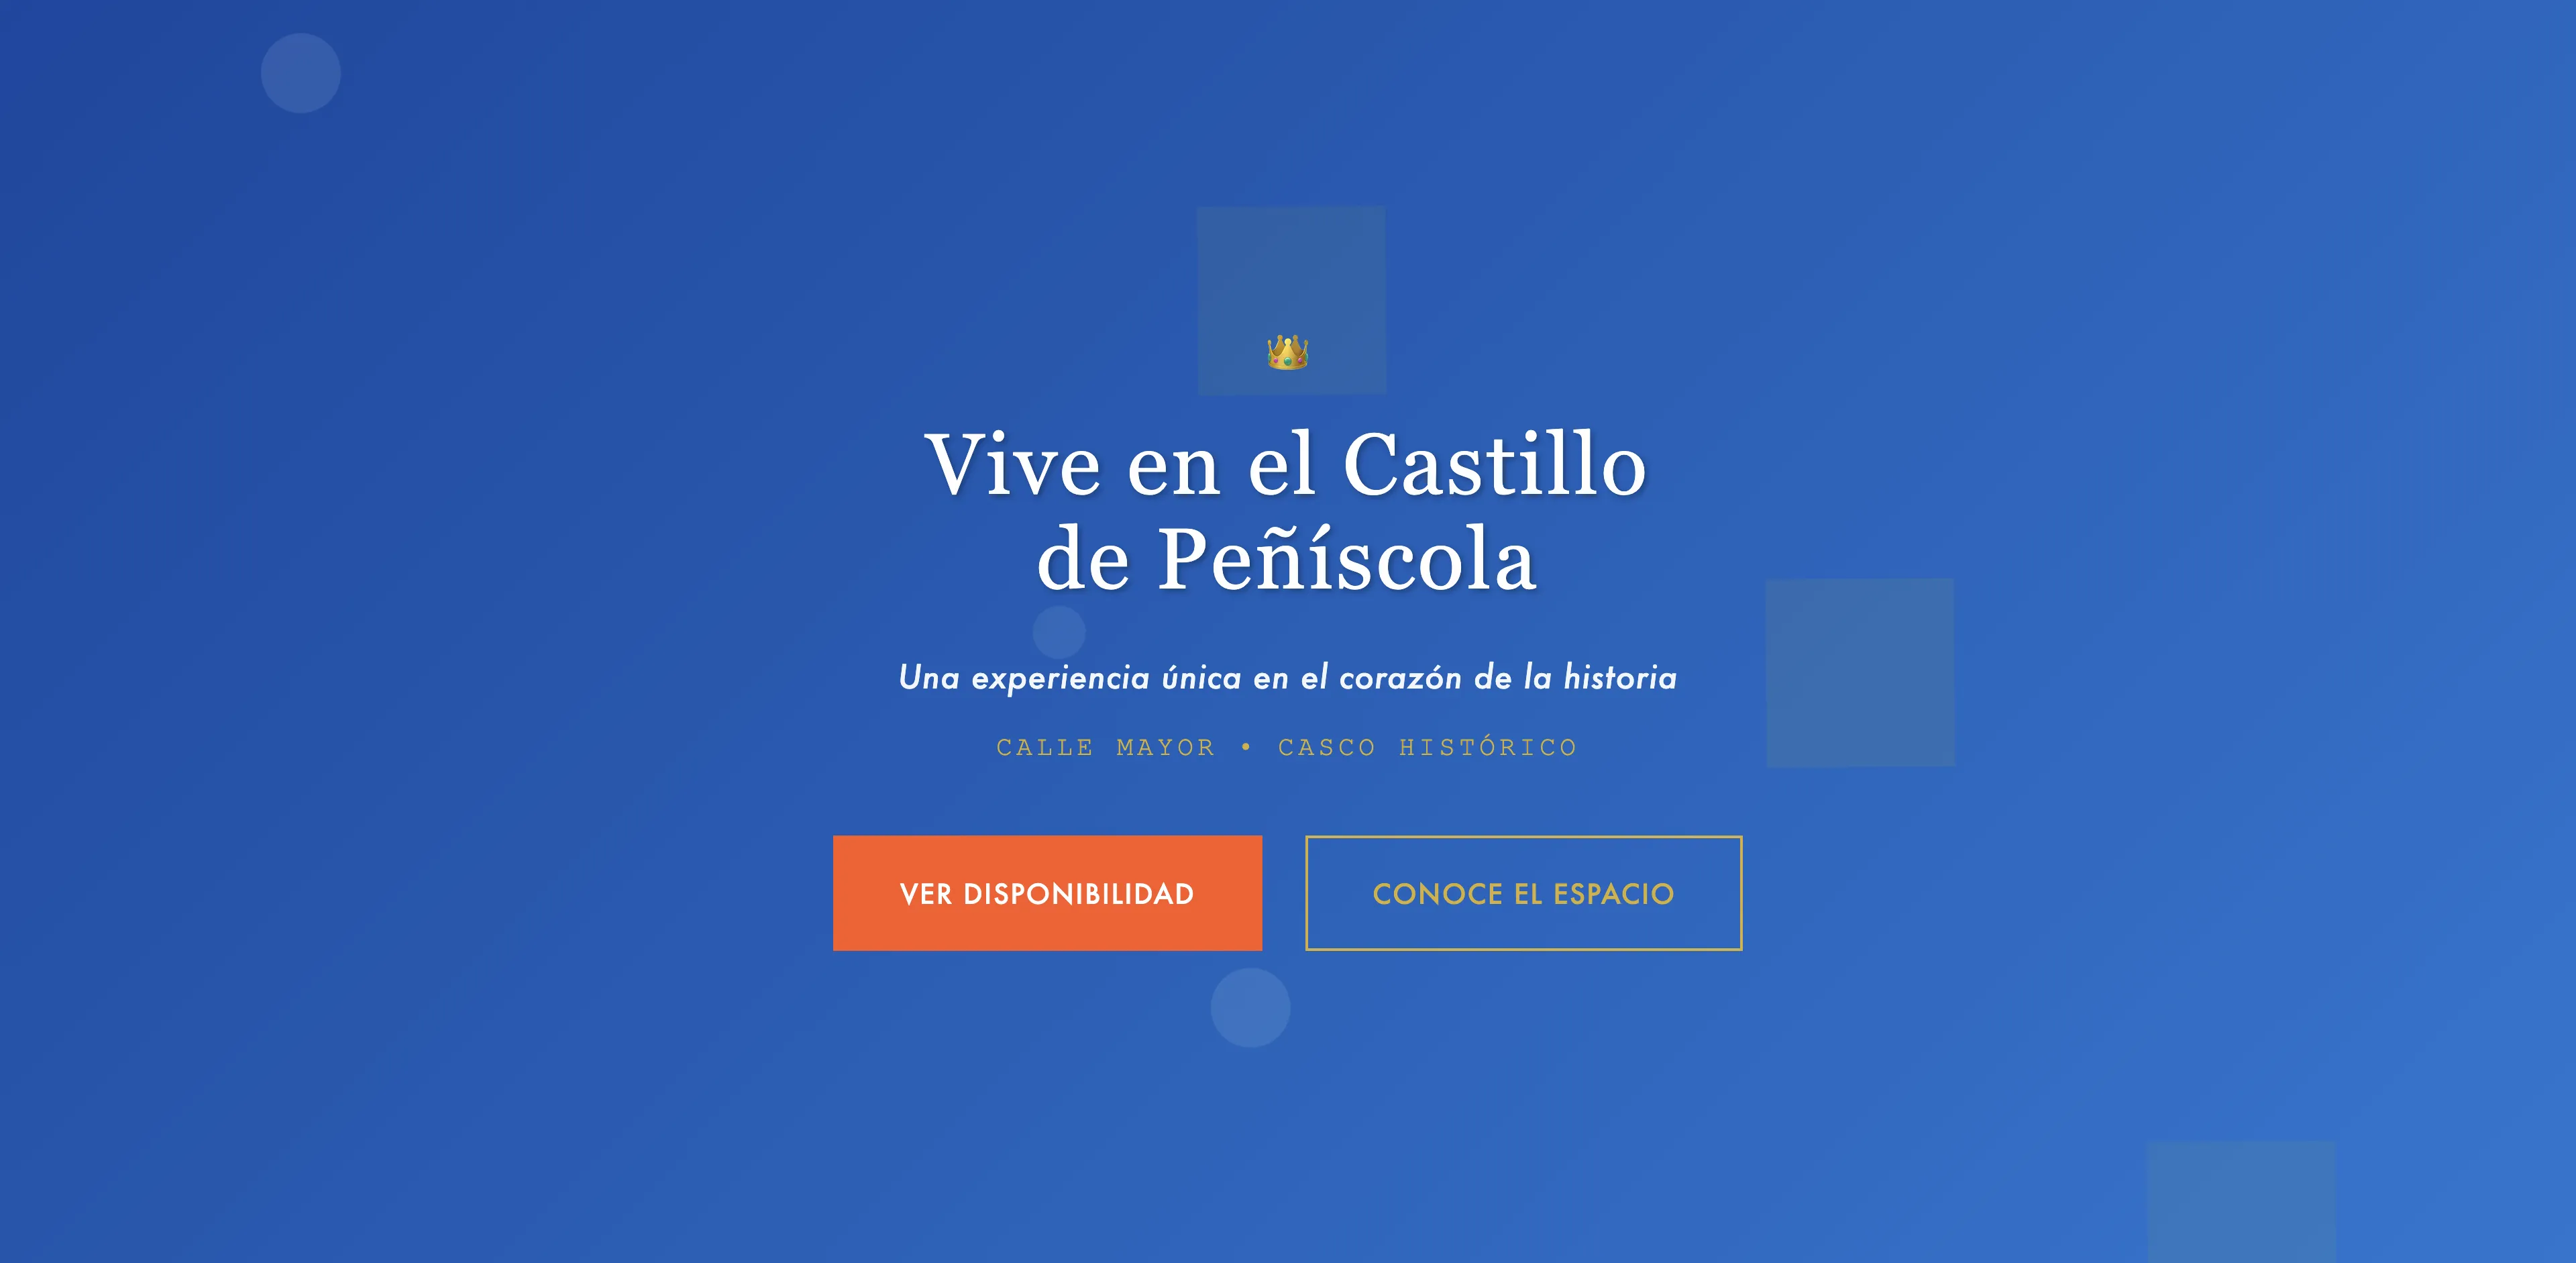 Vive en el Castillo
de Peñíscola
Una experiencia única en el corazón de la historia
CALLE MAYOR • CASCO HISTÓRICO
VER DISPONIBILIDAD
CONOCE EL ESPACIO